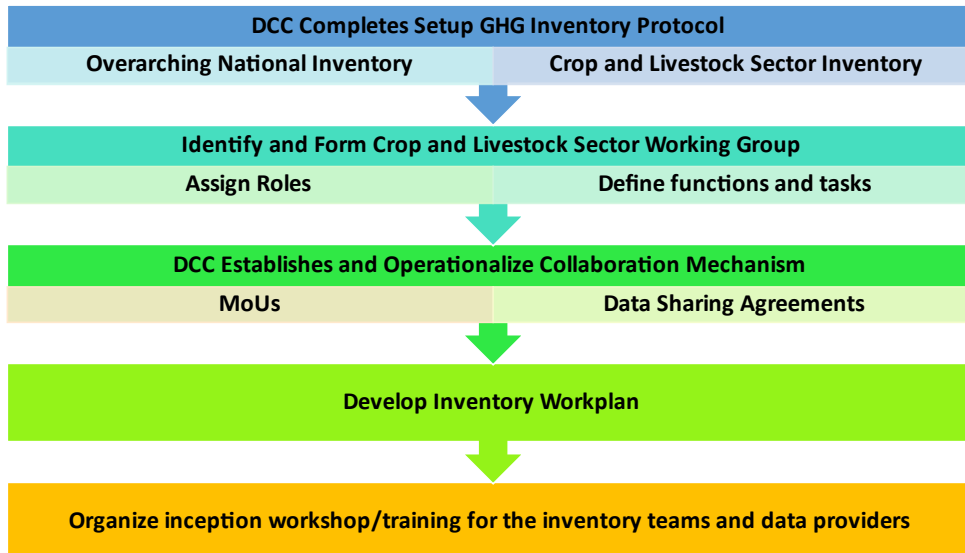 DCC Completes Setup GHG Inventory Protocol
Overarching National Inventory
Crop and Livestock Sector Inventory
Identify and Form Crop and Livestock Sector Working Group
Assign Roles
Define functions and tasks
DCC Establishes and Operationalize Collaboration Mechanism
MoUs
Data Sharing Agreements
Develop Inventory Workplan
Organize inception workshop/training for the inventory teams and data providers